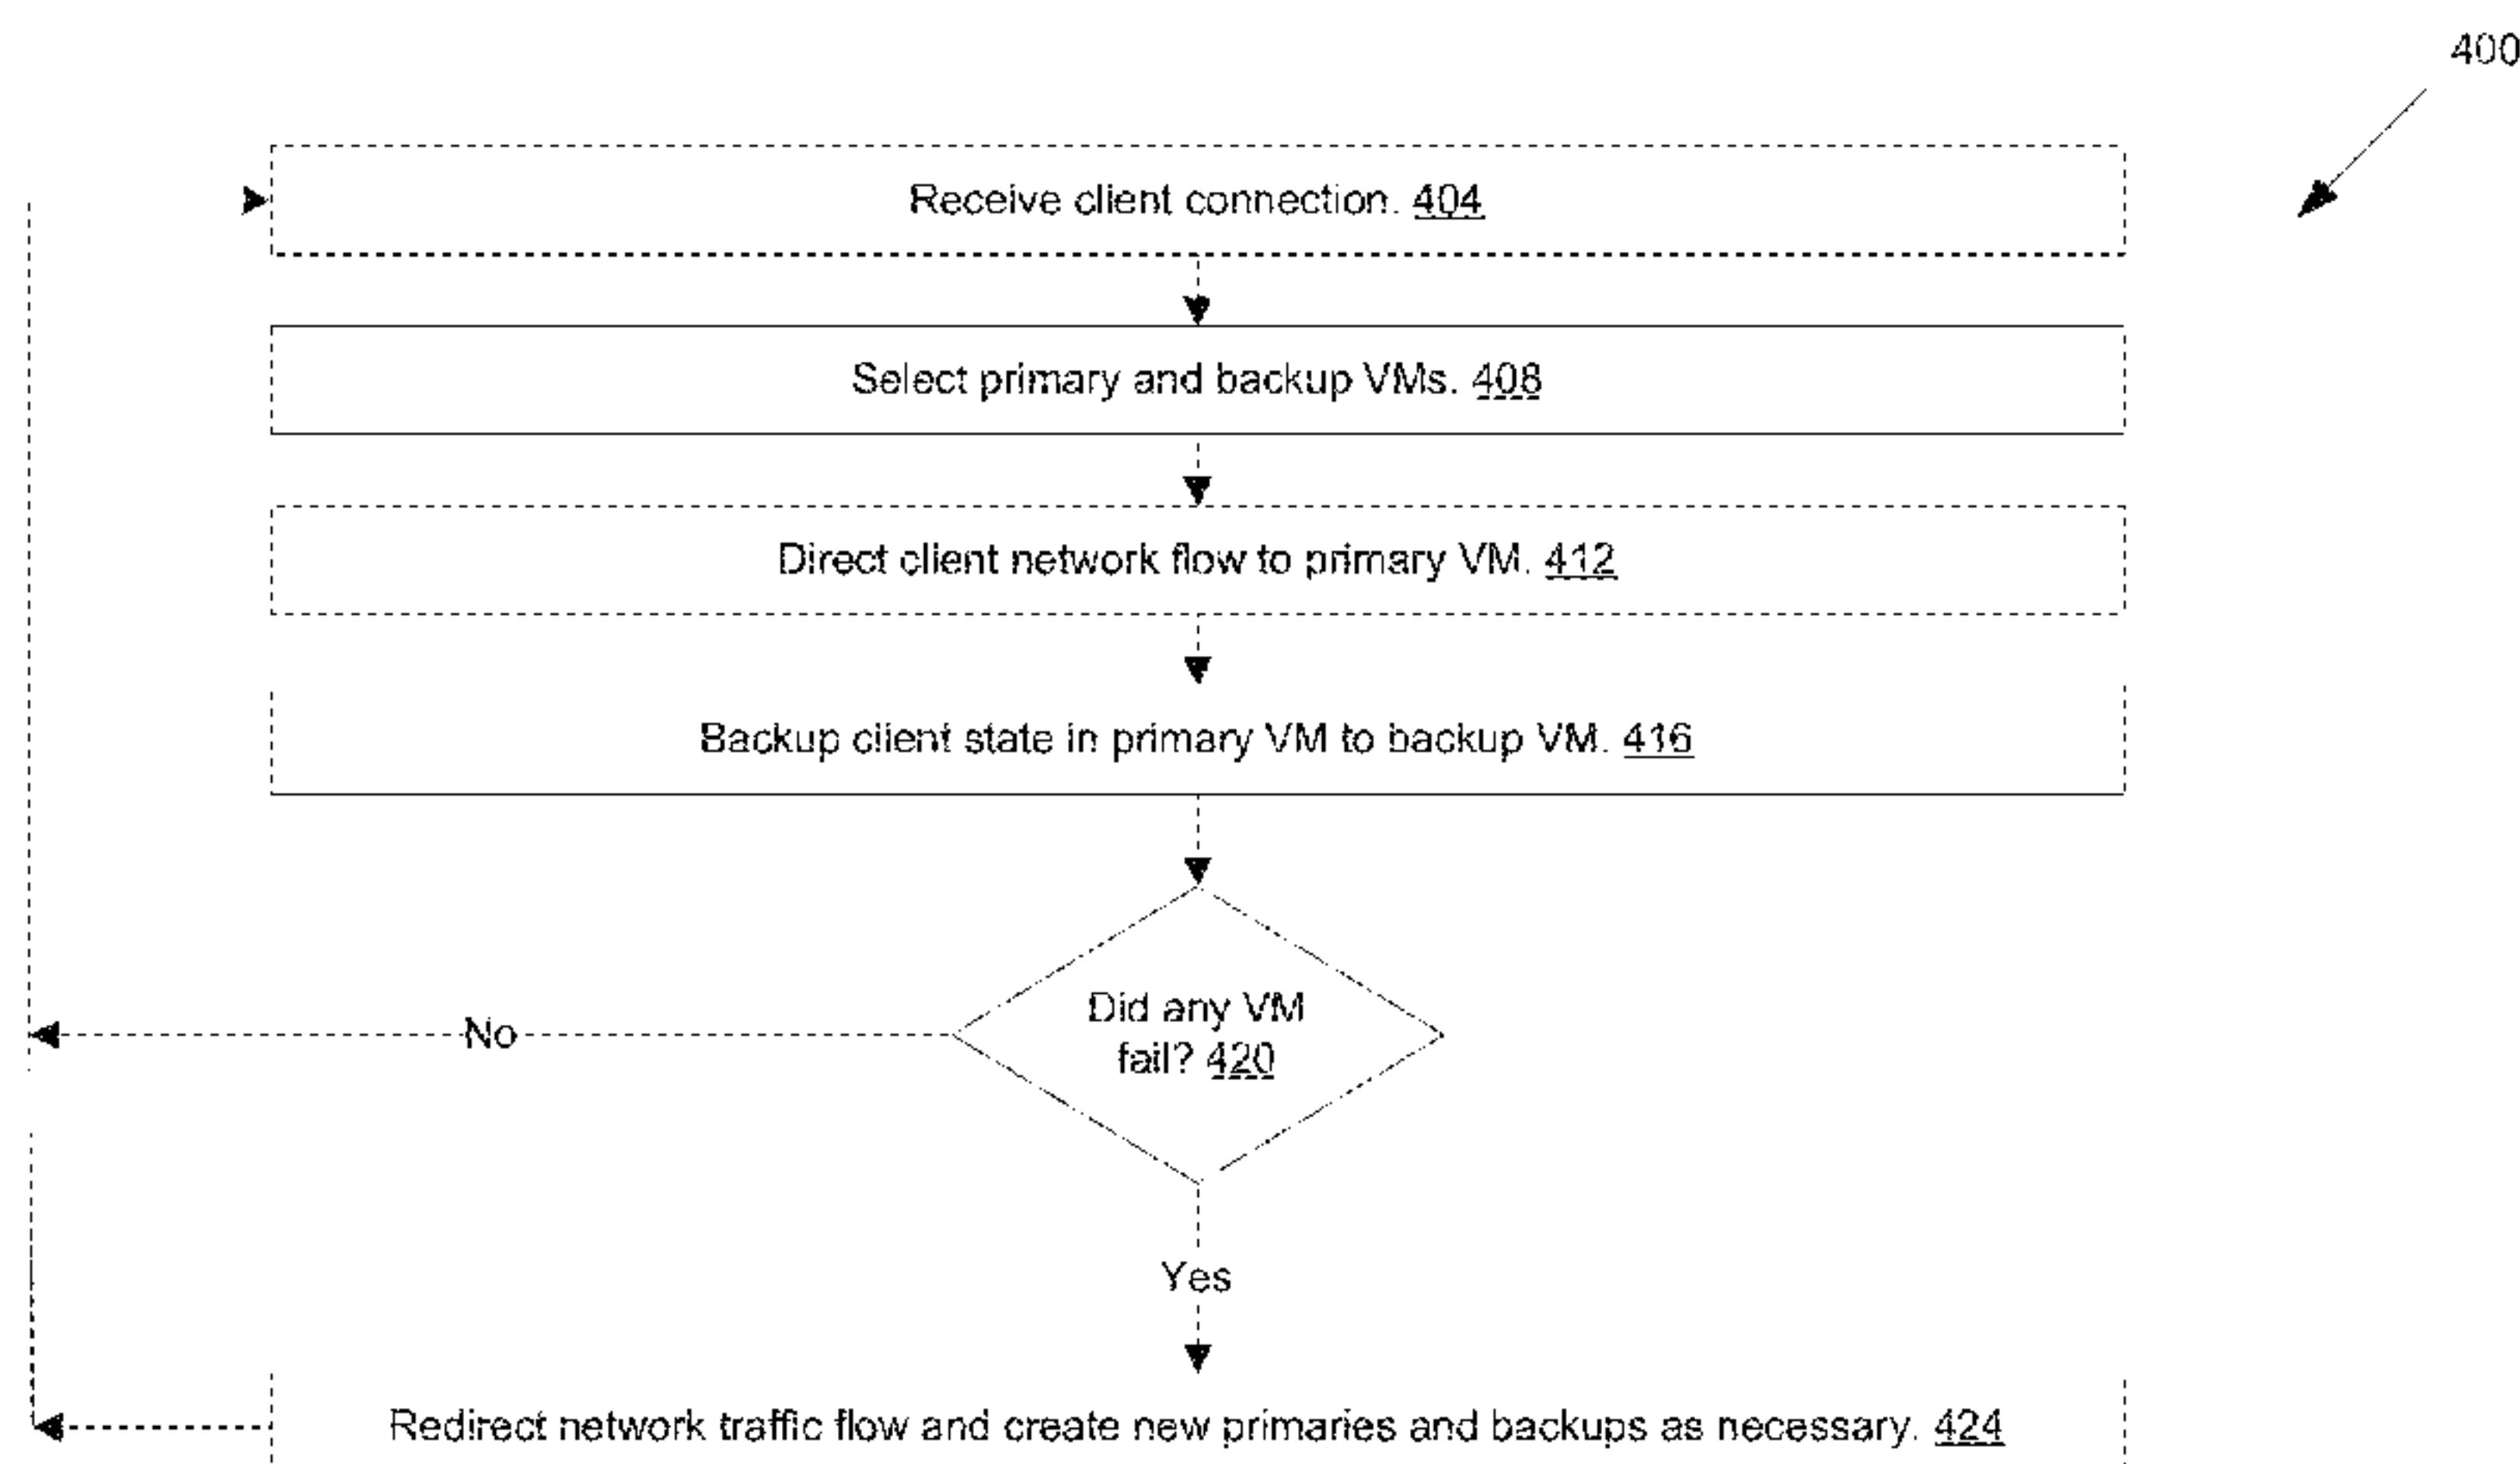 400
Receive client connection. 404
Select primary and backup VMs. 408
Direct client network flow to primary VM. 412
Backup client state in primary VM to backup VM. 416
Did any VM
fail? 420
No
Yes
Redirect network traffic flow and create new primaries and backups as necessary. 424